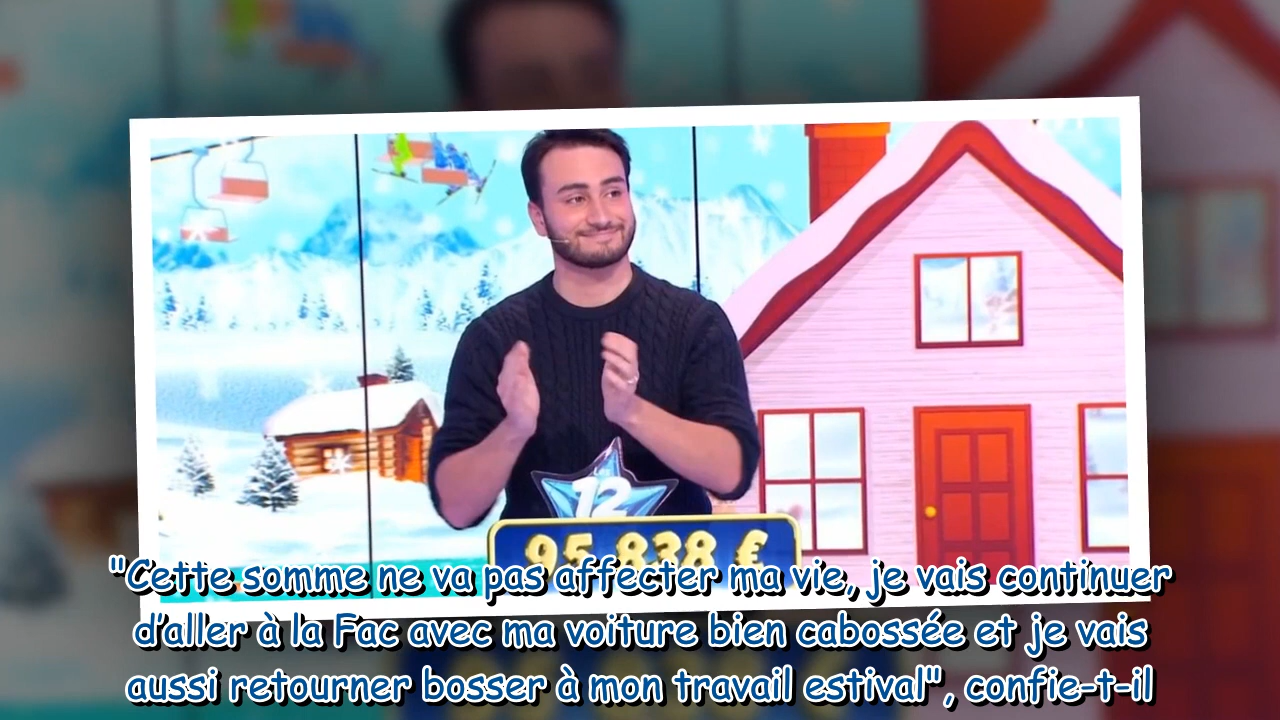 12
95 838 €
"Cette somme ne va pas affecter ma vie, je vais continuer
d'aller à la Fac avec ma voiture bien cabossée et je vais
aussi retourner bosser à mon travail estival", confie-t-il